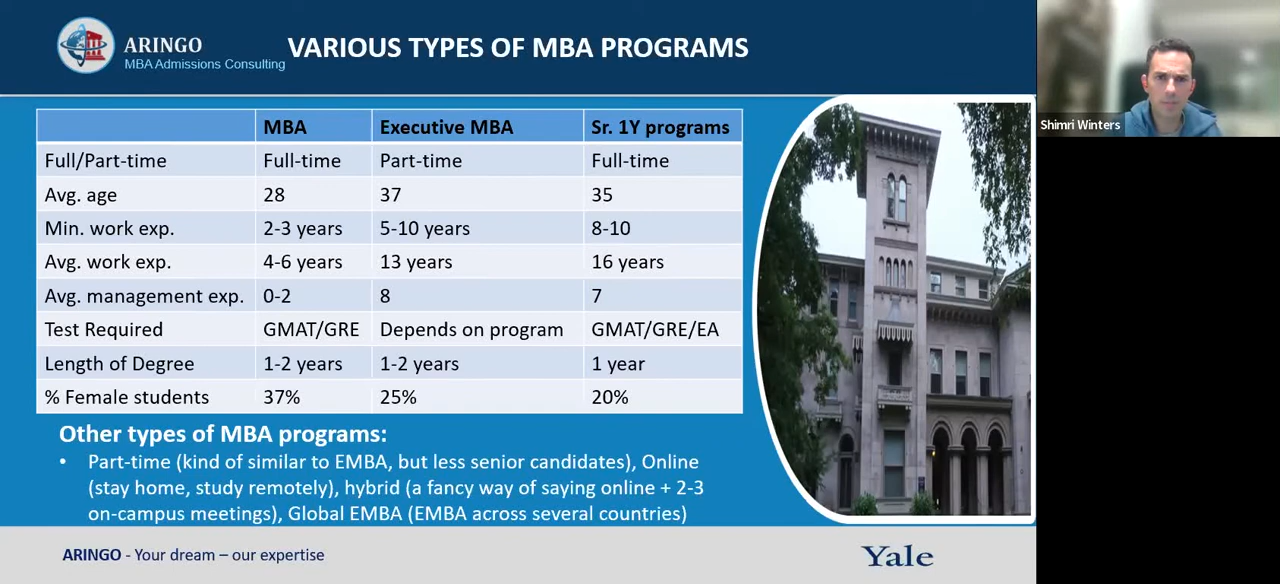 ARINGO
MBA Admissions Consulting
VARIOUS TYPES OF MBA PROGRAMS
Shimri Winters
MBA Executive MBA Sr. 1Y programs
Full/Part-time Full-time Part-time Full-time
Avg. age 28 37 35
Min. work exp. 2-3 years 5-10 years 8-10
Avg. work exp. 4-6 years 13 years 16 years
Avg. management exp. 0-2 8 7
Test Required GMAT/GRE Depends on program GMAT/GRE/EA
Length of Degree 1-2 years 1-2 years 1 year
% Female students 37% 25% 20%
Other types of MBA programs:
• Part-time (kind of similar to EMBA, but less senior candidates), Online
(stay home, study remotely), hybrid (a fancy way of saying online + 2-3
on-campus meetings), Global EMBA (EMBA across several countries)
ARINGO - Your dream – our expertise
Yale